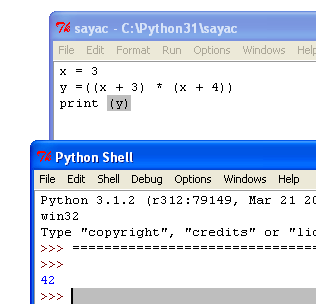 sayac - C:\Python31\sayac
File Edit Format Run Options Windows
x = 3
y =((x + 3) * (x + 4))
print (y)
Python Shell
File Edit Shell Debug Options Windows Help
Python 3.1.2 (r312:79149, Mar 21 20
win32
Type "copyright", "credits" or "lic
>>> ================================
>>>
42
>>>